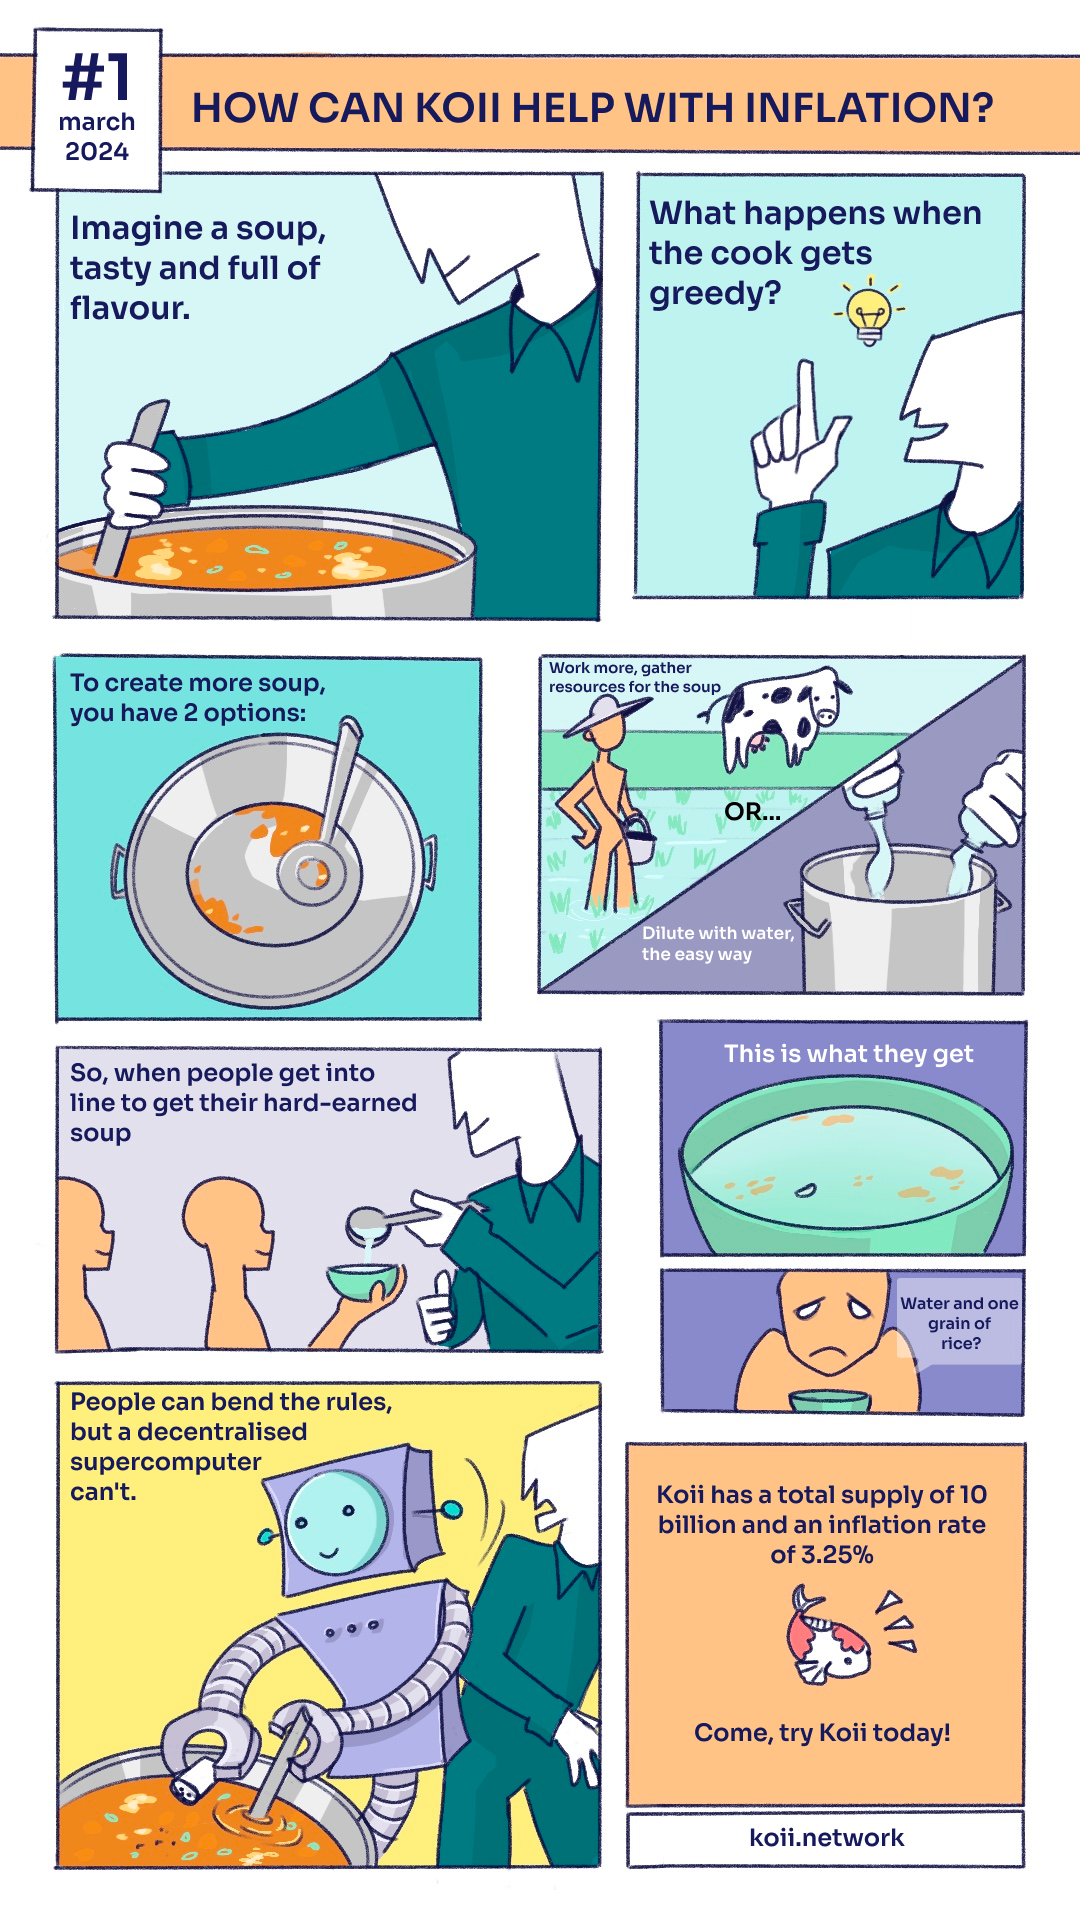 #1
march
2024
HOW CAN KOII HELP WITH INFLATION?
Imagine a soup,
tasty and full of
flavour.
What happens when
the cook gets
greedy?
To create more soup,
you have 2 options:
Work more, gather
resources for the soup
OR...
Dilute with water,
the easy way
So, when people get into
line to get their hard-earned
soup
This is what they get
Water and one
grain of
rice?
People can bend the rules,
but a decentralised
supercomputer
can't.
Koii has a total supply of 10
billion and an inflation rate
of 3.25%
Come, try Koii today!
koii.network